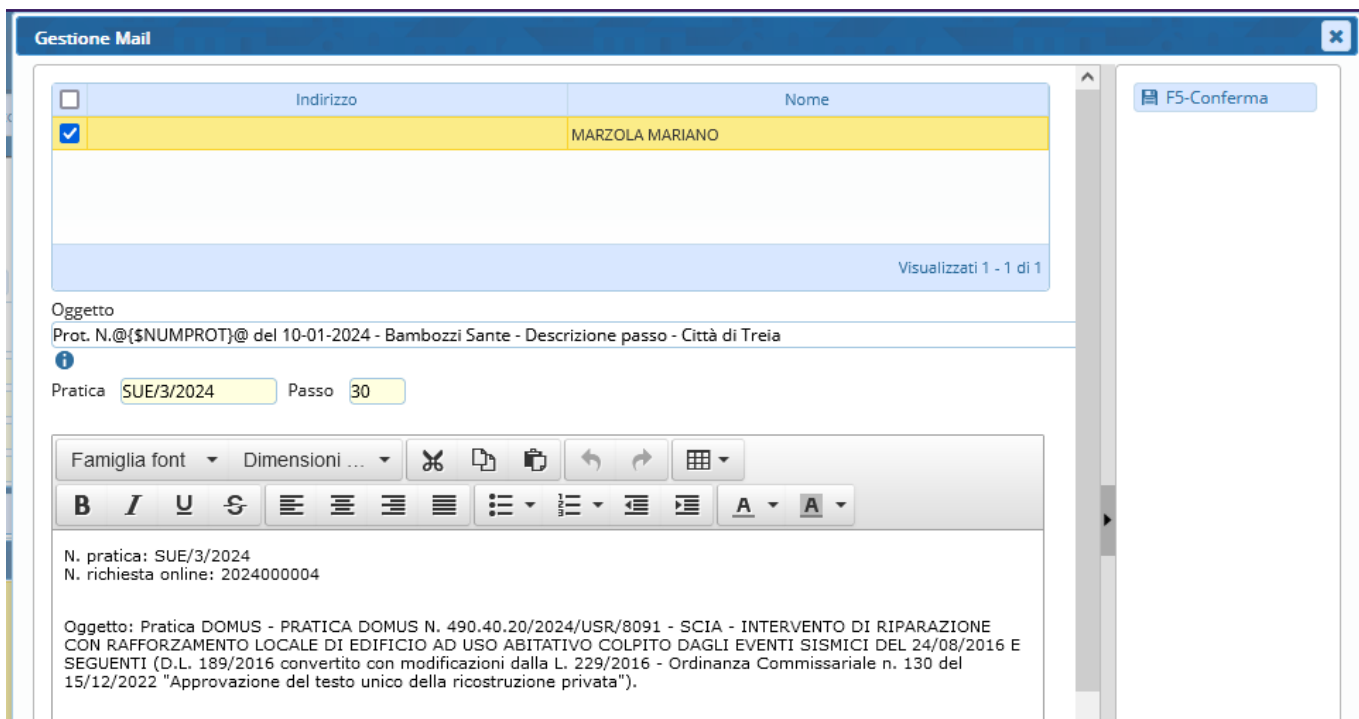 Gestione Mail
Indirizzo Nome
MARZOLA MARIANO
Visualizzati 1 - 1 di 1
F5-Conferma
Oggetto
Prot. N.@{$NUMPROT}@ del 10-01-2024 - Bambozzi Sante - Descrizione passo - Città di Treia
Pratica SUE/3/2024 Passo 30
Famiglia font Dimensioni ...
B I U S A A
N. pratica: SUE/3/2024
N. richiesta online: 2024000004
Oggetto: Pratica DOMUS - PRATICA DOMUS N. 490.40.20/2024/USR/8091 - SCIA - INTERVENTO DI RIPARAZIONE
CON RAFFORZAMENTO LOCALE DI EDIFICIO AD USO ABITATIVO COLPITO DAGLI EVENTI SISMICI DEL 24/08/2016 E
SEGUENTI (D.L. 189/2016 convertito con modificazioni dalla L. 229/2016 - Ordinanza Commissariale n. 130 del
15/12/2022 "Approvazione del testo unico della ricostruzione privata").